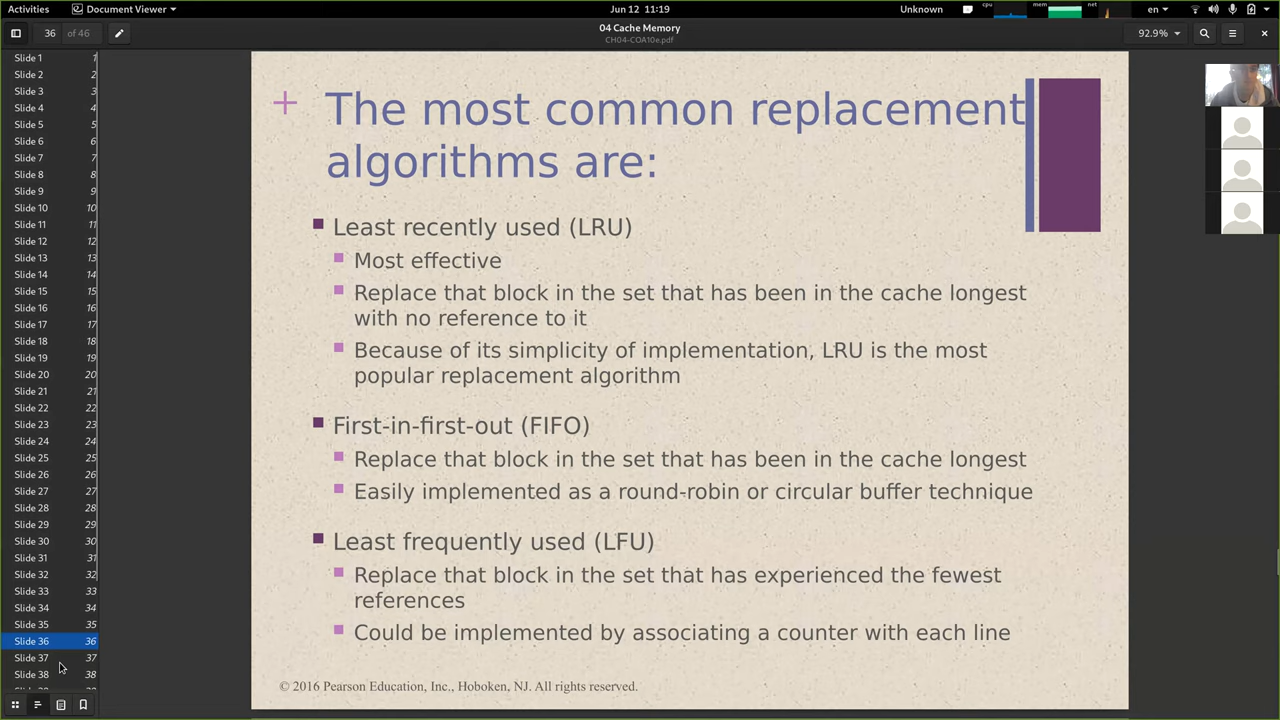 Activities
Document Viewer
Jun 12 11:19
Unknown
cpu
mem
net
en
36 of 46
04 Cache Memory
CH04-COA10e.pdf
92.9%
Slide 1 1
Slide 2 2
Slide 3 3
Slide 4 4
Slide 5 5
Slide 6 6
Slide 7 7
Slide 8 8
Slide 9 9
Slide 10 10
Slide 11 11
Slide 12 12
Slide 13 13
Slide 14 14
Slide 15 15
Slide 16 16
Slide 17 17
Slide 18 18
Slide 19 19
Slide 20 20
Slide 21 21
Slide 22 22
Slide 23 23
Slide 24 24
Slide 25 25
Slide 26 26
Slide 27 27
Slide 28 28
Slide 29 29
Slide 30 30
Slide 31 31
Slide 32 32
Slide 33 33
Slide 34 34
Slide 35 35
Slide 36 36
Slide 37 37
Slide 38 38
+ The most common replacement
algorithms are:
Least recently used (LRU)
Most effective
Replace that block in the set that has been in the cache longest
with no reference to it
Because of its simplicity of implementation, LRU is the most
popular replacement algorithm
First-in-first-out (FIFO)
Replace that block in the set that has been in the cache longest
Easily implemented as a round-robin or circular buffer technique
Least frequently used (LFU)
Replace that block in the set that has experienced the fewest
references
Could be implemented by associating a counter with each line
© 2016 Pearson Education, Inc., Hoboken, NJ. All rights reserved.